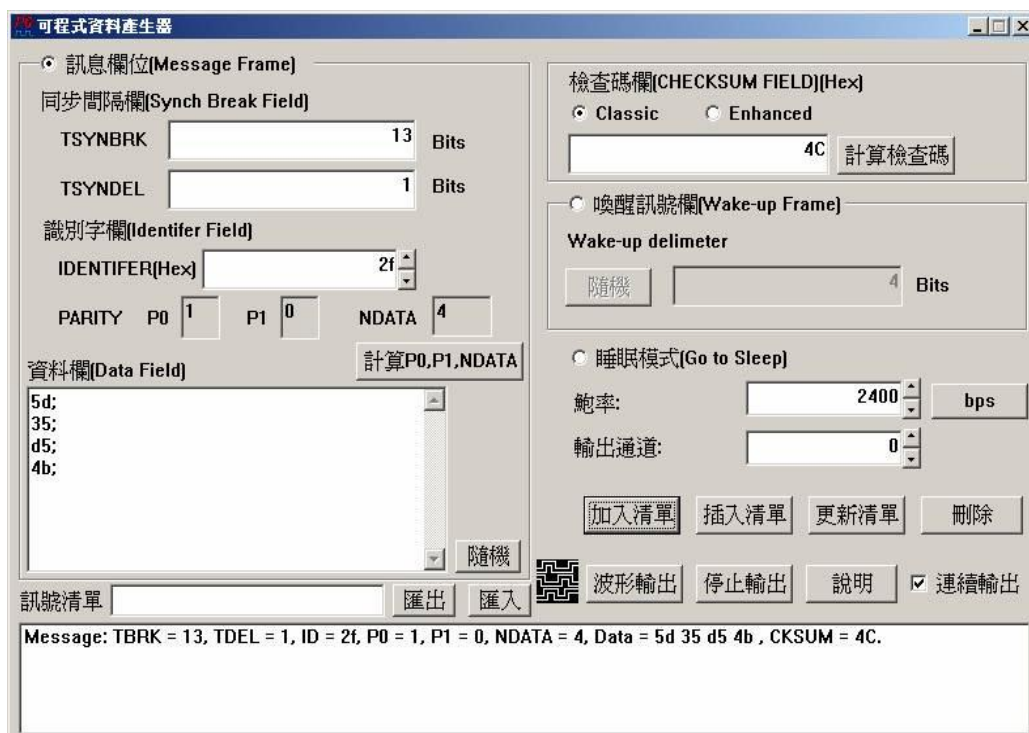 可程式資料產生器
訊息欄位(Message Frame)
同步間隔欄(Synch Break Field)
TSYNBRK 13 Bits
TSYNDEL 1 Bits
識別字欄(Identifer Field)
IDENTIFER(Hex) 2f
PARITY P0 1 P1 0 NDATA 4
計算P0,P1,NDATA
資料欄(Data Field)
5d;
35;
d5;
4b;
隨機
檢查碼欄(CHECKSUM FIELD)(Hex)
Classic Enhanced
4C 計算檢查碼
喚醒訊號欄(Wake-up Frame)
Wake-up delimeter
隨機 4 Bits
睡眠模式(Go to Sleep)
鮑率: 2400 bps
輸出通道: 0
加入清單 插入清單 更新清單 刪除
波形輸出 停止輸出 說明 連續輸出
訊號清單 匯出 匯入
Message: TBRK = 13, TDEL = 1, ID = 2f, P0 = 1, P1 = 0, NDATA = 4, Data = 5d 35 d5 4b , CKSUM = 4C.